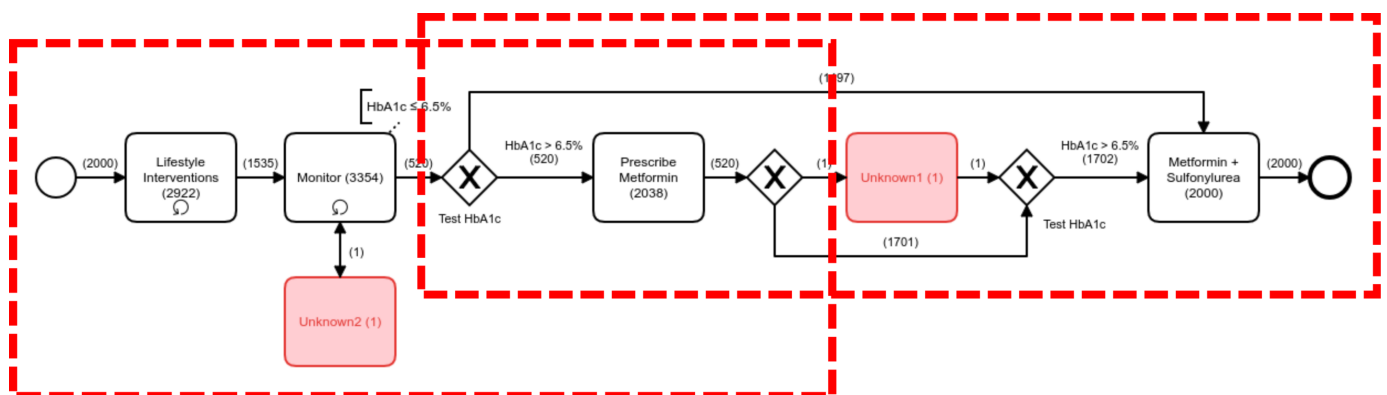 HbA1c ≤ 6.5%
(2000)
Lifestyle
Interventions
(2922)
(1535)
Monitor (3354)
(520)
X
Test HbA1c
HbA1c > 6.5%
(520)
Prescribe
Metformin
(2038)
(520)
X
(1)
Unknown1 (1)
(1)
X
Test HbA1c
HbA1c > 6.5%
(1702)
Metformin +
Sulfonylurea
(2000)
(2000)
(1701)
(1)
Unknown2 (1)